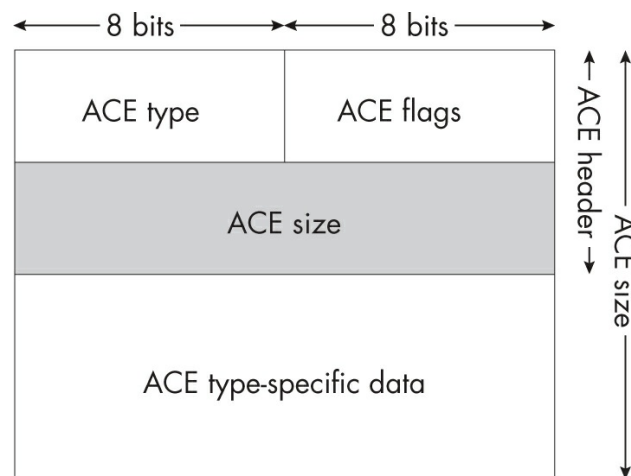 8 bits 8 bits
ACE type ACE flags
ACE size
ACE type-specific data
ACE header
ACE size